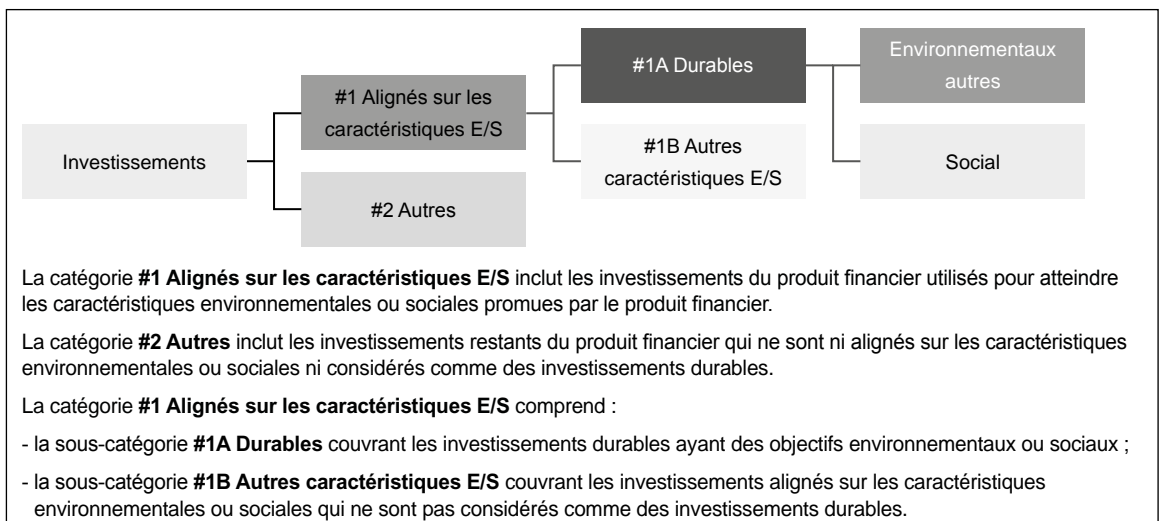 Investissements
#1 Alignés sur les
caractéristiques E/S
#2 Autres
#1A Durables
#1B Autres
caractéristiques E/S
Environnementaux
autres
Social
La catégorie #1 Alignés sur les caractéristiques E/S inclut les investissements du produit financier utilisés pour atteindre
les caractéristiques environnementales ou sociales promues par le produit financier.
La catégorie #2 Autres inclut les investissements restants du produit financier qui ne sont ni alignés sur les caractéristiques
environnementales ou sociales ni considérés comme des investissements durables.
La catégorie #1 Alignés sur les caractéristiques E/S comprend :
- la sous-catégorie #1A Durables couvrant les investissements durables ayant des objectifs environnementaux ou sociaux ;
- la sous-catégorie #1B Autres caractéristiques E/S couvrant les investissements alignés sur les caractéristiques
environnementales ou sociales qui ne sont pas considérés comme des investissements durables.